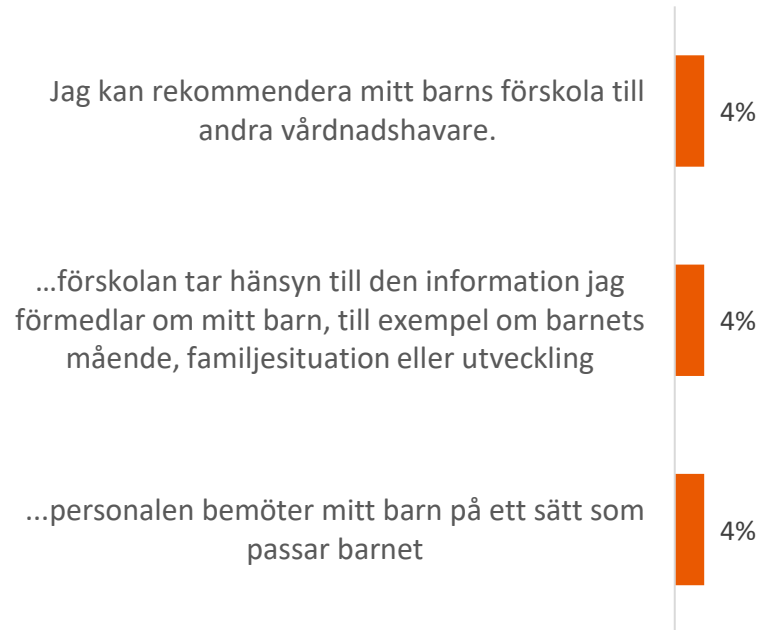 Jag kan rekommendera mitt barns förskola till
andra vårdnadshavare.
4%
…förskolan tar hänsyn till den information jag
förmedlar om mitt barn, till exempel om barnets
mående, familjesituation eller utveckling
4%
...personalen bemöter mitt barn på ett sätt som
passar barnet
4%